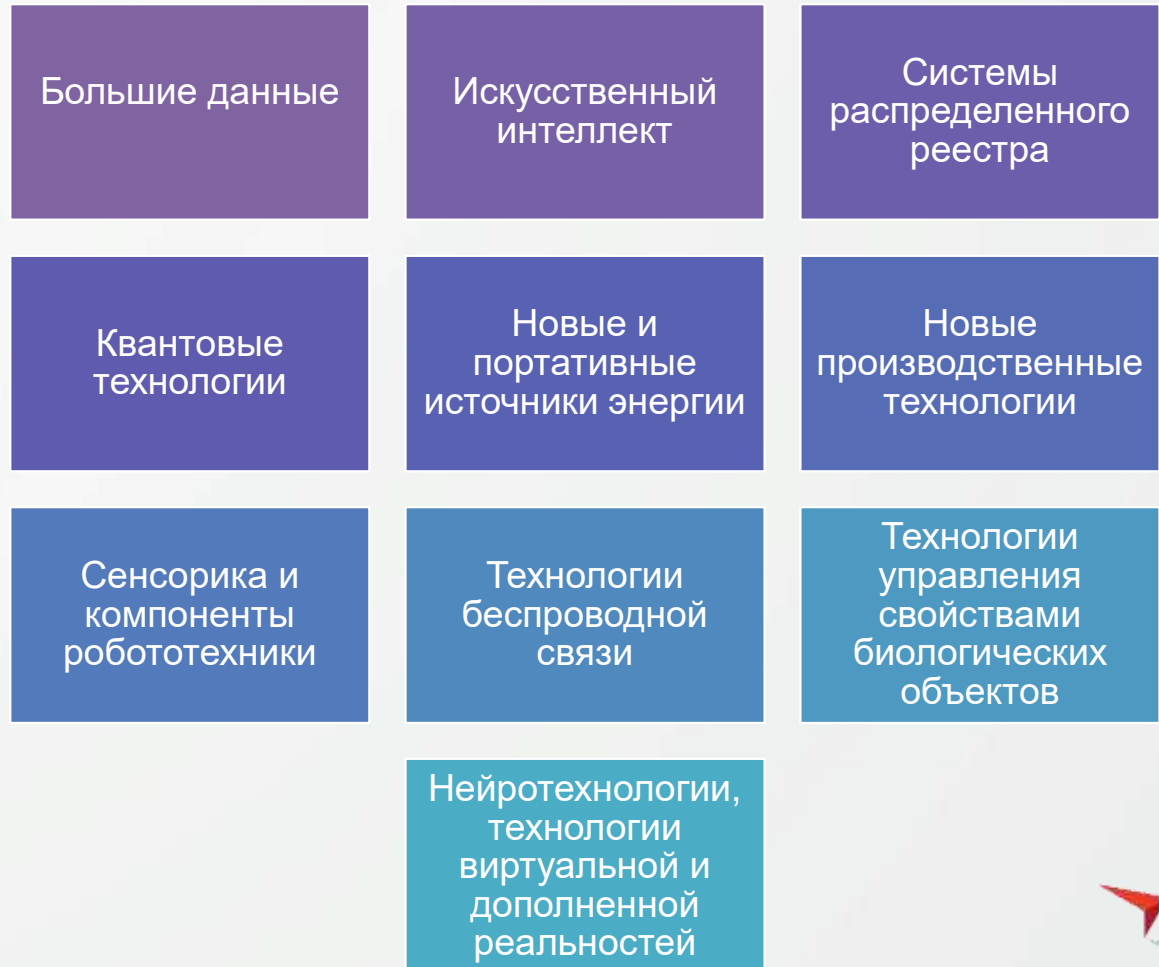 Большие данные
Искусственный
интеллект
Системы
распределенного
реестра
Квантовые
технологии
Новые и
портативные
источники энергии
Новые
производственные
технологии
Сенсорика и
компоненты
робототехники
Технологии
беспроводной
связи
Технологии
управления
свойствами
биологических
объектов
Нейротехнологии,
технологии
виртуальной и
дополненной
реальностей